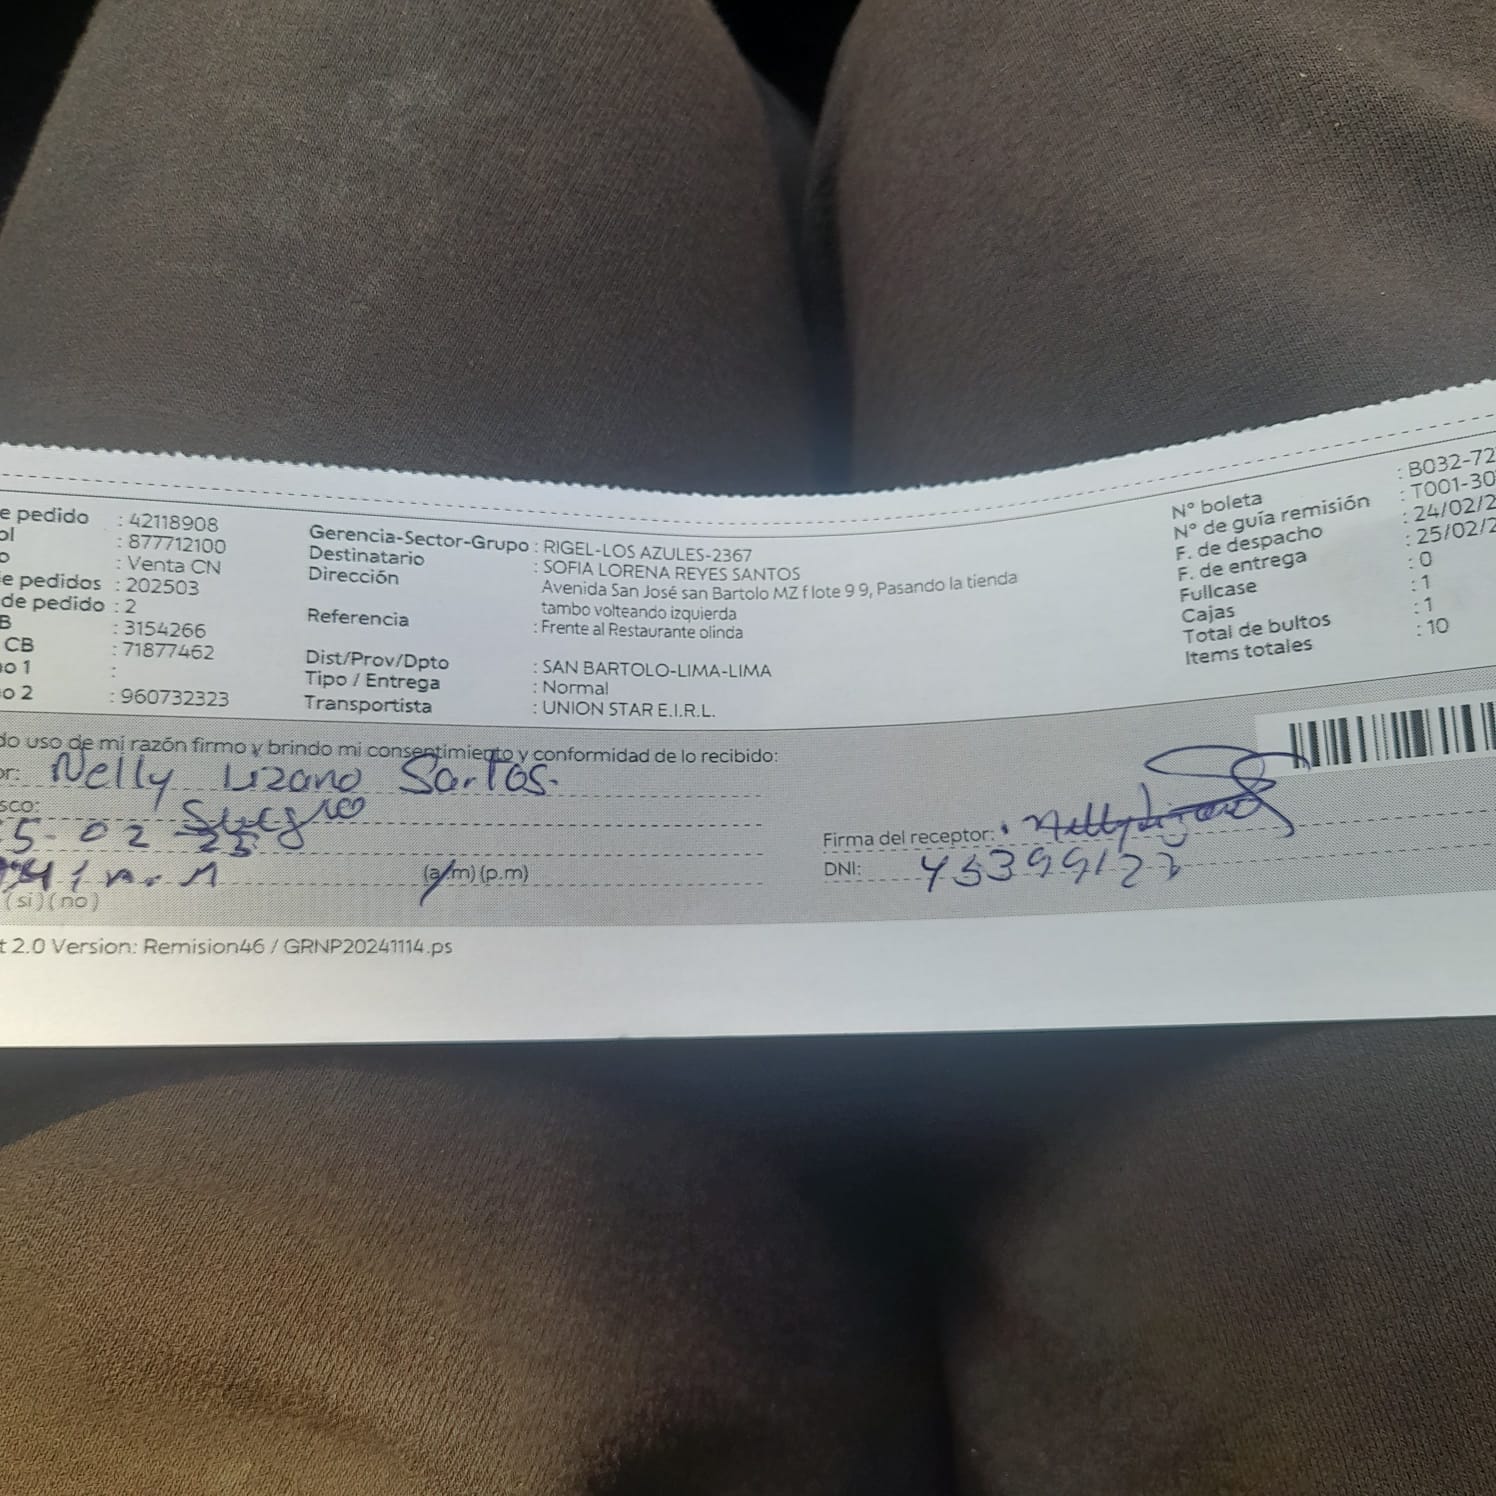 e pedido : 42118908
ol : 877712100
o : Venta CN
e pedidos : 202503
de pedido : 2
B : 3154266
CB : 71877462
o 1 :
o 2 : 960732323
Gerencia-Sector-Grupo : RIGEL-LOS AZULES-2367
Destinatario : SOFIA LORENA REYES SANTOS
Dirección Avenida San José san Bartolo MZ f lote 9 9, Pasando la tienda
tambo volteando izquierda
Referencia : Frente al Restaurante olinda
Dist/Prov/Dpto : SAN BARTOLO-LIMA-LIMA
Tipo / Entrega : Normal
Transportista : UNION STAR E.I.R.L.
N° boleta : B032-72
N° de guía remisión : T001-30
F. de despacho : 24/02/2
F. de entrega : 25/02/2
Fullcase : 0
Cajas : 1
Total de bultos : 1
Items totales : 10
do uso de mi razón firmo y brindo mi consentimiento y conformidad de lo recibido:
or: Nelly Lizano Santos.
sco:
5-02 25
(a.m) (p.m)
(si) (no)
Firma del receptor:
DNI: 45399123
t 2.0 Version: Remision46 / GRNP20241114.ps